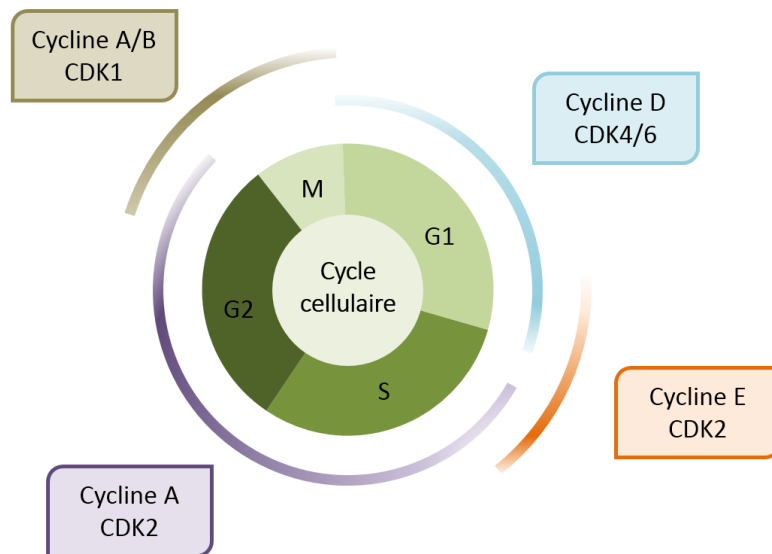 Cycline A/B
CDK1
Cycline D
CDK4/6
M
G1
Cycle
cellulaire
G2
S
Cycline E
CDK2
Cycline A
CDK2